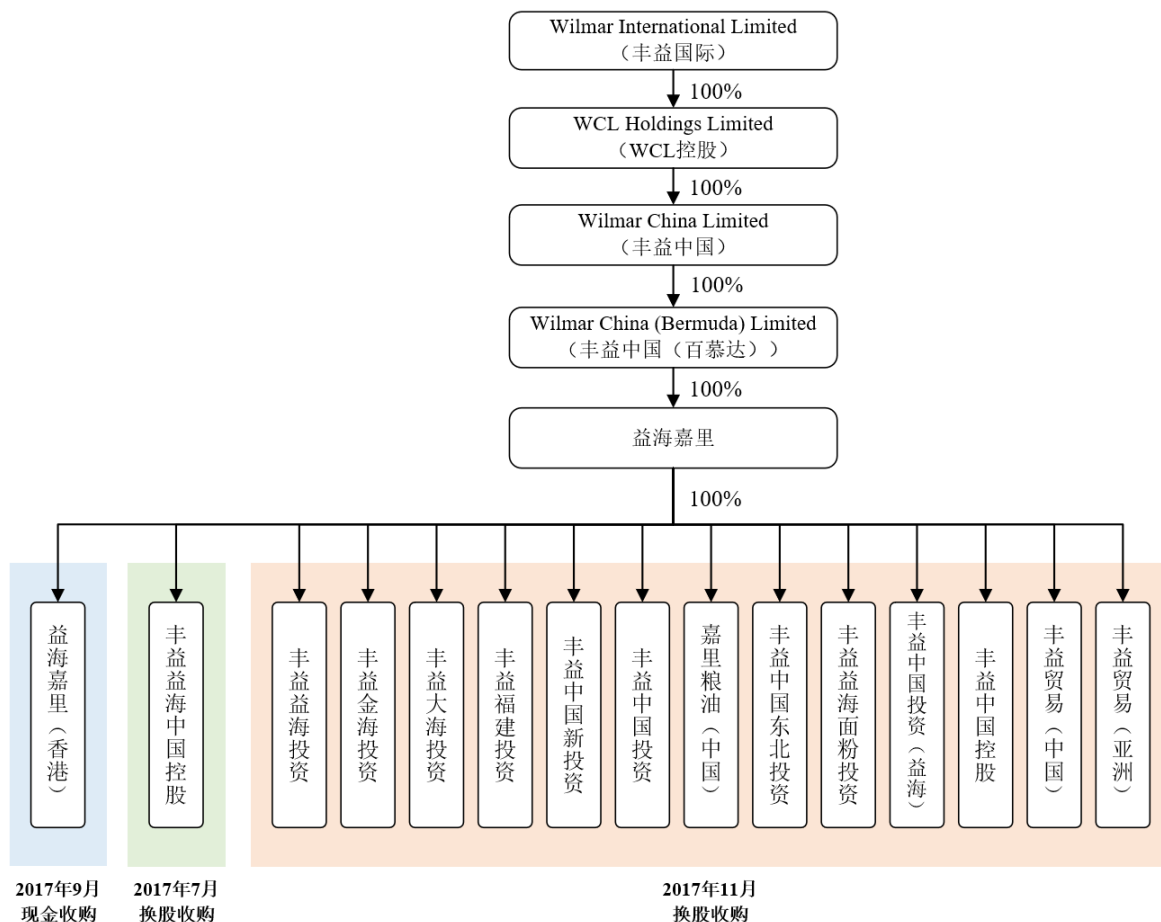 Wilmar International Limited
（丰益国际）
100%
WCL Holdings Limited
（WCL控股）
100%
Wilmar China Limited
（丰益中国）
100%
Wilmar China (Bermuda) Limited
（丰益中国（百慕达））
100%
益海嘉里
100%
益海嘉里（香港）
丰益益海中国控股
丰益益海投资
丰益金海投资
丰益大海投资
丰益福建投资
丰益中国新投资
丰益中国投资
嘉里粮油（中国）
丰益中国东北投资
丰益益海面粉投资
丰益中国投资（益海）
丰益中国控股
丰益贸易（中国）
丰益贸易（亚洲）
2017年9月
现金收购
2017年7月
换股收购
2017年11月
换股收购